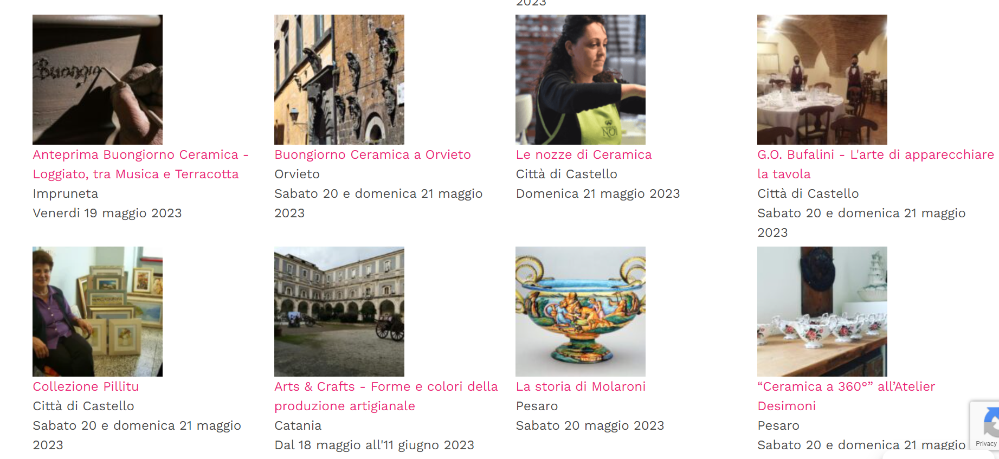 2023
Buongio
NOI
Anteprima Buongiorno Ceramica -
Loggiato, tra Musica e Terracotta
Impruneta
Venerdi 19 maggio 2023
Buongiorno Ceramica a Orvieto
Orvieto
Sabato 20 e domenica 21 maggio
2023
Le nozze di Ceramica
Città di Castello
Domenica 21 maggio 2023
G.O. Bufalini - L'arte di apparecchiare
la tavola
Città di Castello
Sabato 20 e domenica 21 maggio
2023
Collezione Pillitu
Città di Castello
Sabato 20 e domenica 21 maggio
2023
Arts & Crafts - Forme e colori della
produzione artigianale
Catania
Dal 18 maggio all'11 giugno 2023
La storia di Molaroni
Pesaro
Sabato 20 maggio 2023
“Ceramica a 360°” all’Atelier
Desimoni
Pesaro
Sabato 20 e domenica 21 maggio
Privacy